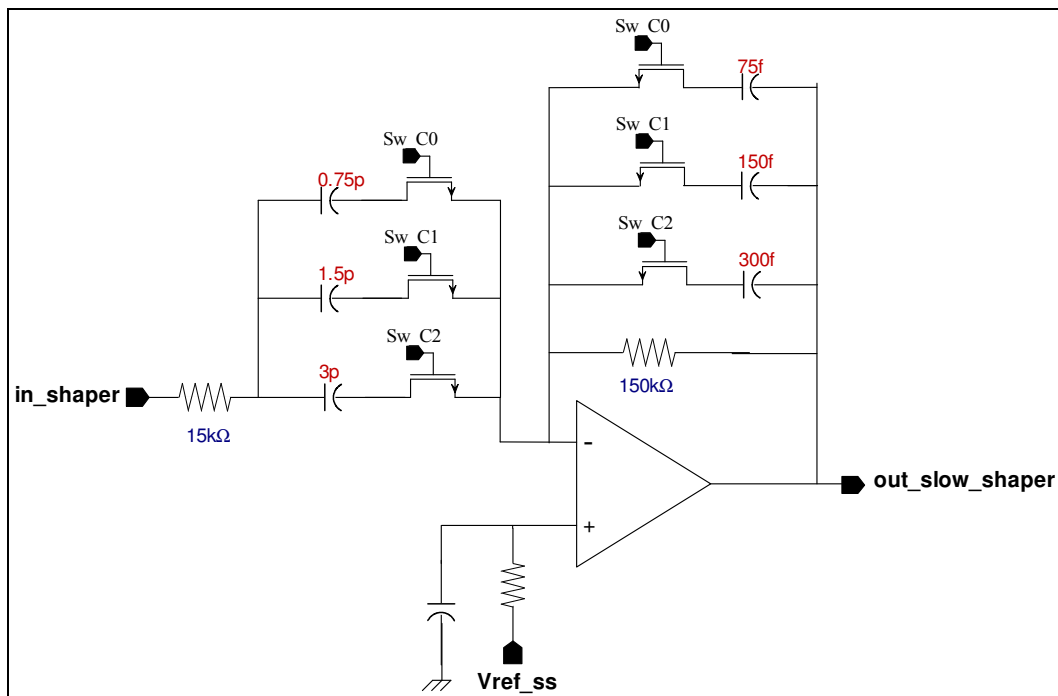 Sw_C0
75f
Sw_C1
150f
Sw_C2
300f
150kΩ
Sw_C0
0.75p
Sw_C1
1.5p
Sw_C2
3p
in_shaper
15kΩ
-
+
out_slow_shaper
Vref_ss